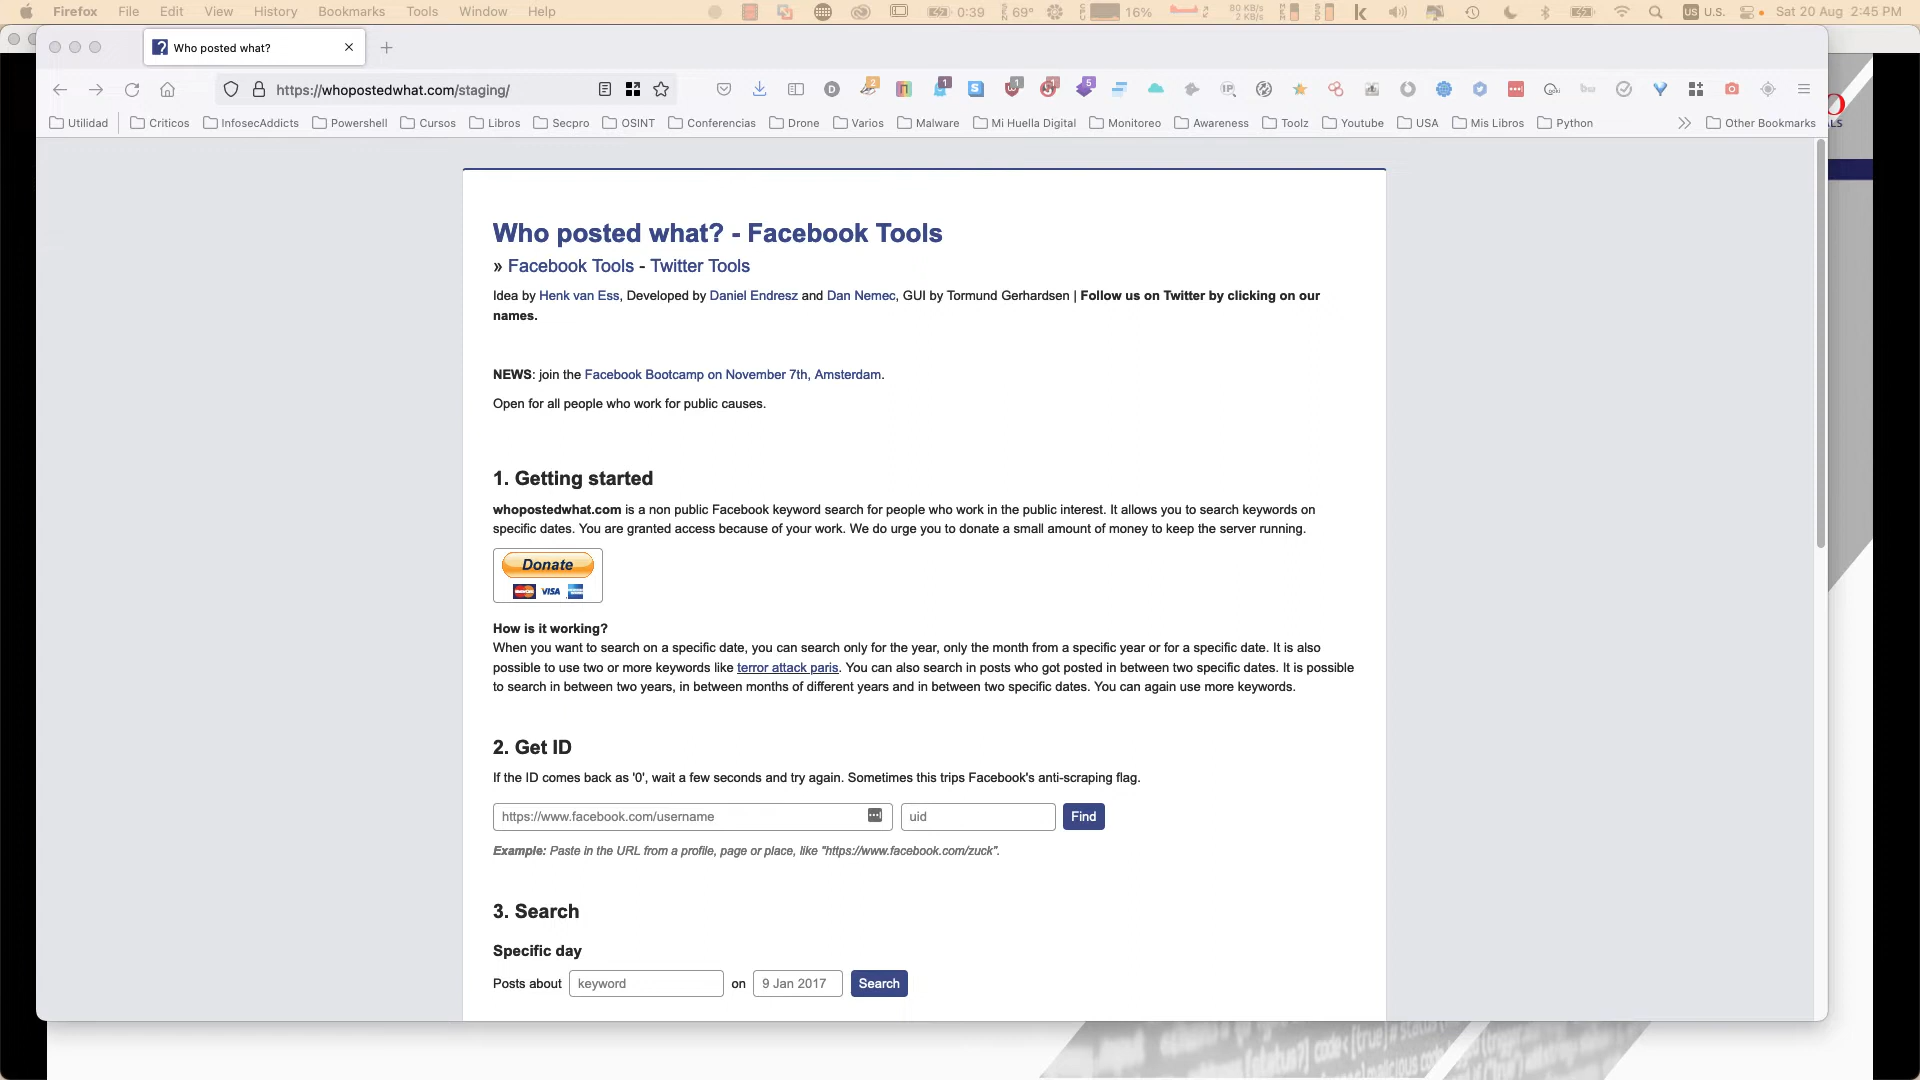 Firefox File Edit View History Bookmarks Tools Window Help 0:39 69° 16% 80 KB/s 2 KB/s U.S. Sat 20 Aug 2:45 PM
Who posted what?
https://whopostedwhat.com/staging/
Utilidad Criticos InfosecAddicts Powershell Cursos Libros Secpro OSINT Conferencias Drone Varios Malware Mi Huella Digital Monitoreo Awareness Toolz Youtube USA Mis Libros Python Other Bookmarks
Who posted what? - Facebook Tools
» Facebook Tools - Twitter Tools
Idea by Henk van Ess, Developed by Daniel Endresz and Dan Nemec, GUI by Tormund Gerhardsen | Follow us on Twitter by clicking on our
names.
NEWS: join the Facebook Bootcamp on November 7th, Amsterdam.
Open for all people who work for public causes.
1. Getting started
whopostedwhat.com is a non public Facebook keyword search for people who work in the public interest. It allows you to search keywords on
specific dates. You are granted access because of your work. We do urge you to donate a small amount of money to keep the server running.
Donate
MasterCard VISA
How is it working?
When you want to search on a specific date, you can search only for the year, only the month from a specific year or for a specific date. It is also
possible to use two or more keywords like terror attack paris. You can also search in posts who got posted in between two specific dates. It is possible
to search in between two years, in between months of different years and in between two specific dates. You can again use more keywords.
2. Get ID
If the ID comes back as '0', wait a few seconds and try again. Sometimes this trips Facebook's anti-scraping flag.
https://www.facebook.com/username uid Find
Example: Paste in the URL from a profile, page or place, like "https://www.facebook.com/zuck".
3. Search
Specific day
Posts about keyword on 9 Jan 2017 Search